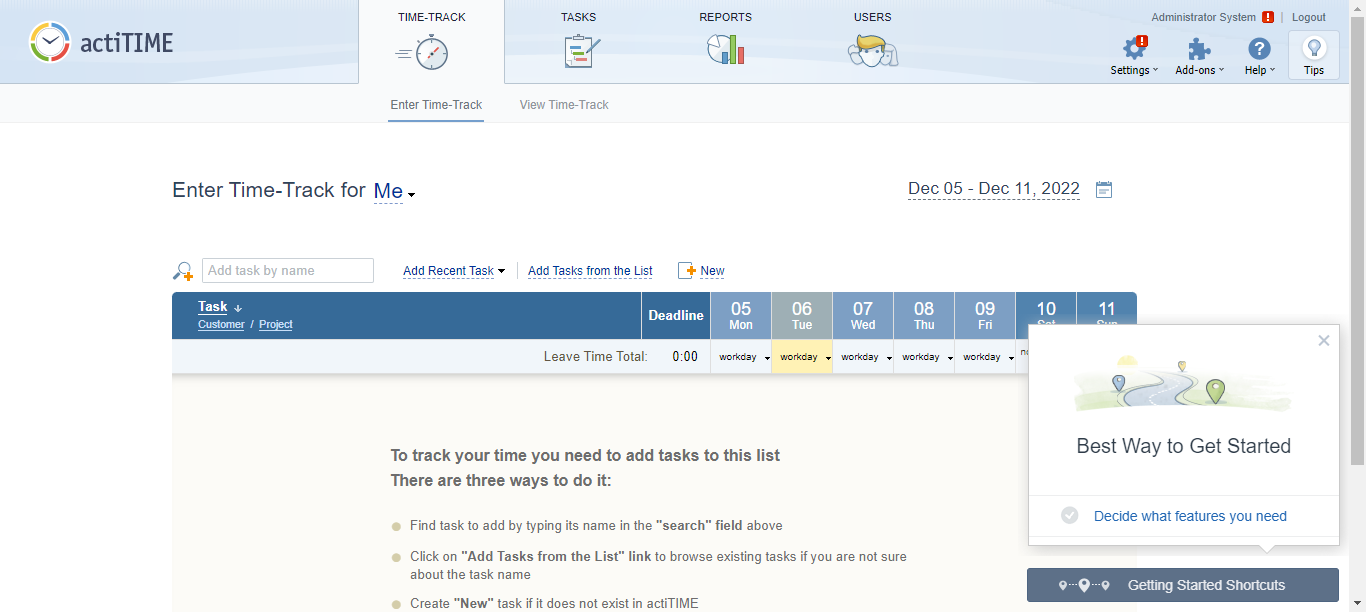 actiTIME
TIME-TRACK
TASKS
REPORTS
USERS
Administrator System ! | Logout
Settings
Add-ons
Help
Tips
Enter Time-Track
View Time-Track
Enter Time-Track for Me
Dec 05 - Dec 11, 2022
Add task by name
Add Recent Task
Add Tasks from the List
New
Task ↓
Customer / Project
Deadline
05 Mon
06 Tue
07 Wed
08 Thu
09 Fri
10 Sat
11 Sun
Leave Time Total: 0:00
workday
workday
workday
workday
workday
To track your time you need to add tasks to this list
There are three ways to do it:
Find task to add by typing its name in the "search" field above
Click on "Add Tasks from the List" link to browse existing tasks if you are not sure
about the task name
Create "New" task if it does not exist in actiTIME
Best Way to Get Started
Decide what features you need
Getting Started Shortcuts